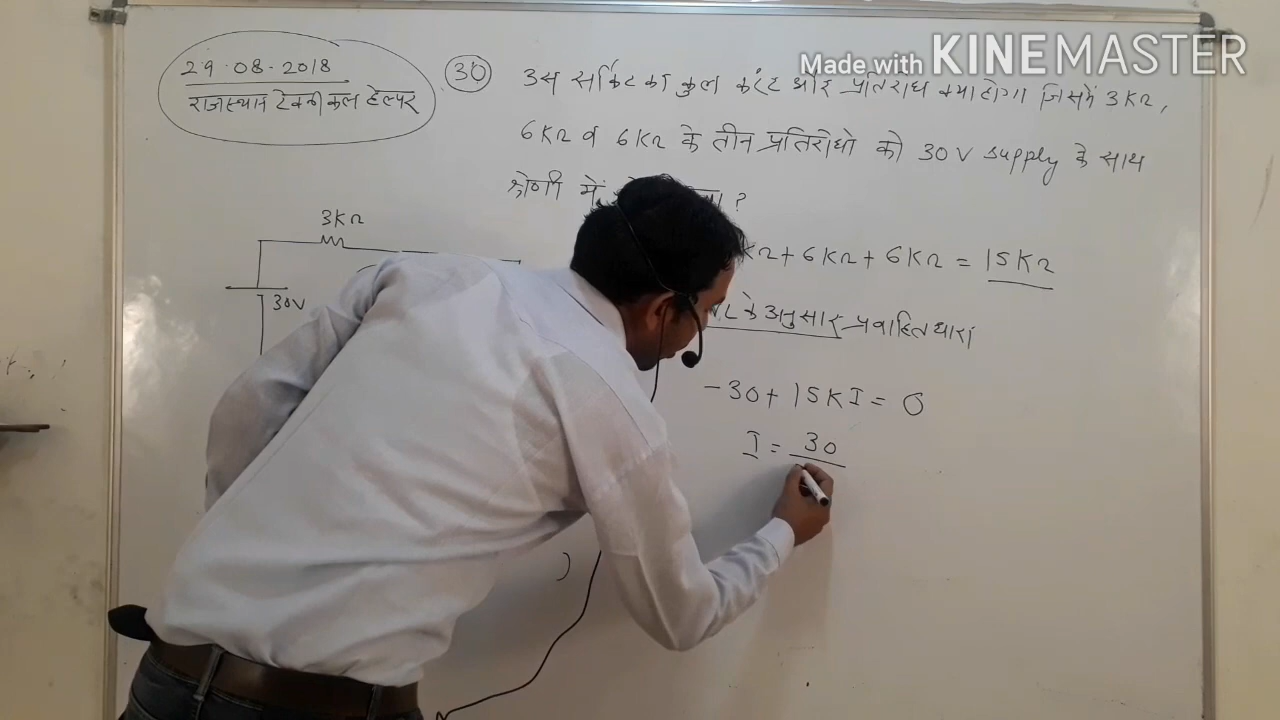 Made with KINEMASTER
29.08.2018
राजस्थान टेक्नीकल हेल्पर
30 उस सर्किट का कुल करंट और प्रतिरोध क्या होगा जिसमें 3KΩ,
6KΩ व 6KΩ के तीन प्रतिरोधो को 30V supply के साथ
श्रेणी में ?
3KΩ
30V
KΩ + 6KΩ + 6KΩ = 15KΩ
के अनुसार प्रवाहित धारा
-30 + 15KI = 0
I = 30